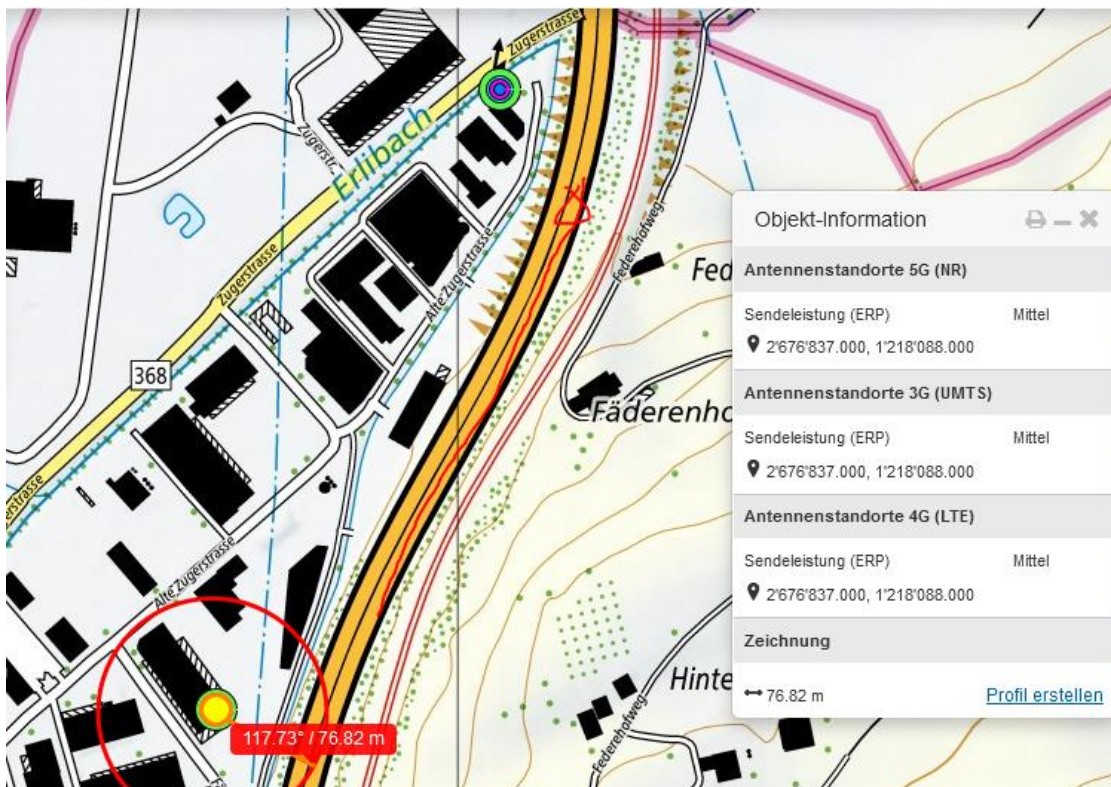 Zugerstrasse
Zugerstr.
Erlibach
Zugerstrasse
368
Alte Zugerstrasse
Federehofweg
Fed
Fäderenho
erstrasse
Alte Zugerstrasse
Hinte
Federehofweg
117.73° / 76.82 m
Objekt-Information
Antennenstandorte 5G (NR)
Sendeleistung (ERP) Mittel
2'676'837.000, 1'218'088.000
Antennenstandorte 3G (UMTS)
Sendeleistung (ERP) Mittel
2'676'837.000, 1'218'088.000
Antennenstandorte 4G (LTE)
Sendeleistung (ERP) Mittel
2'676'837.000, 1'218'088.000
Zeichnung
76.82 m Profil erstellen